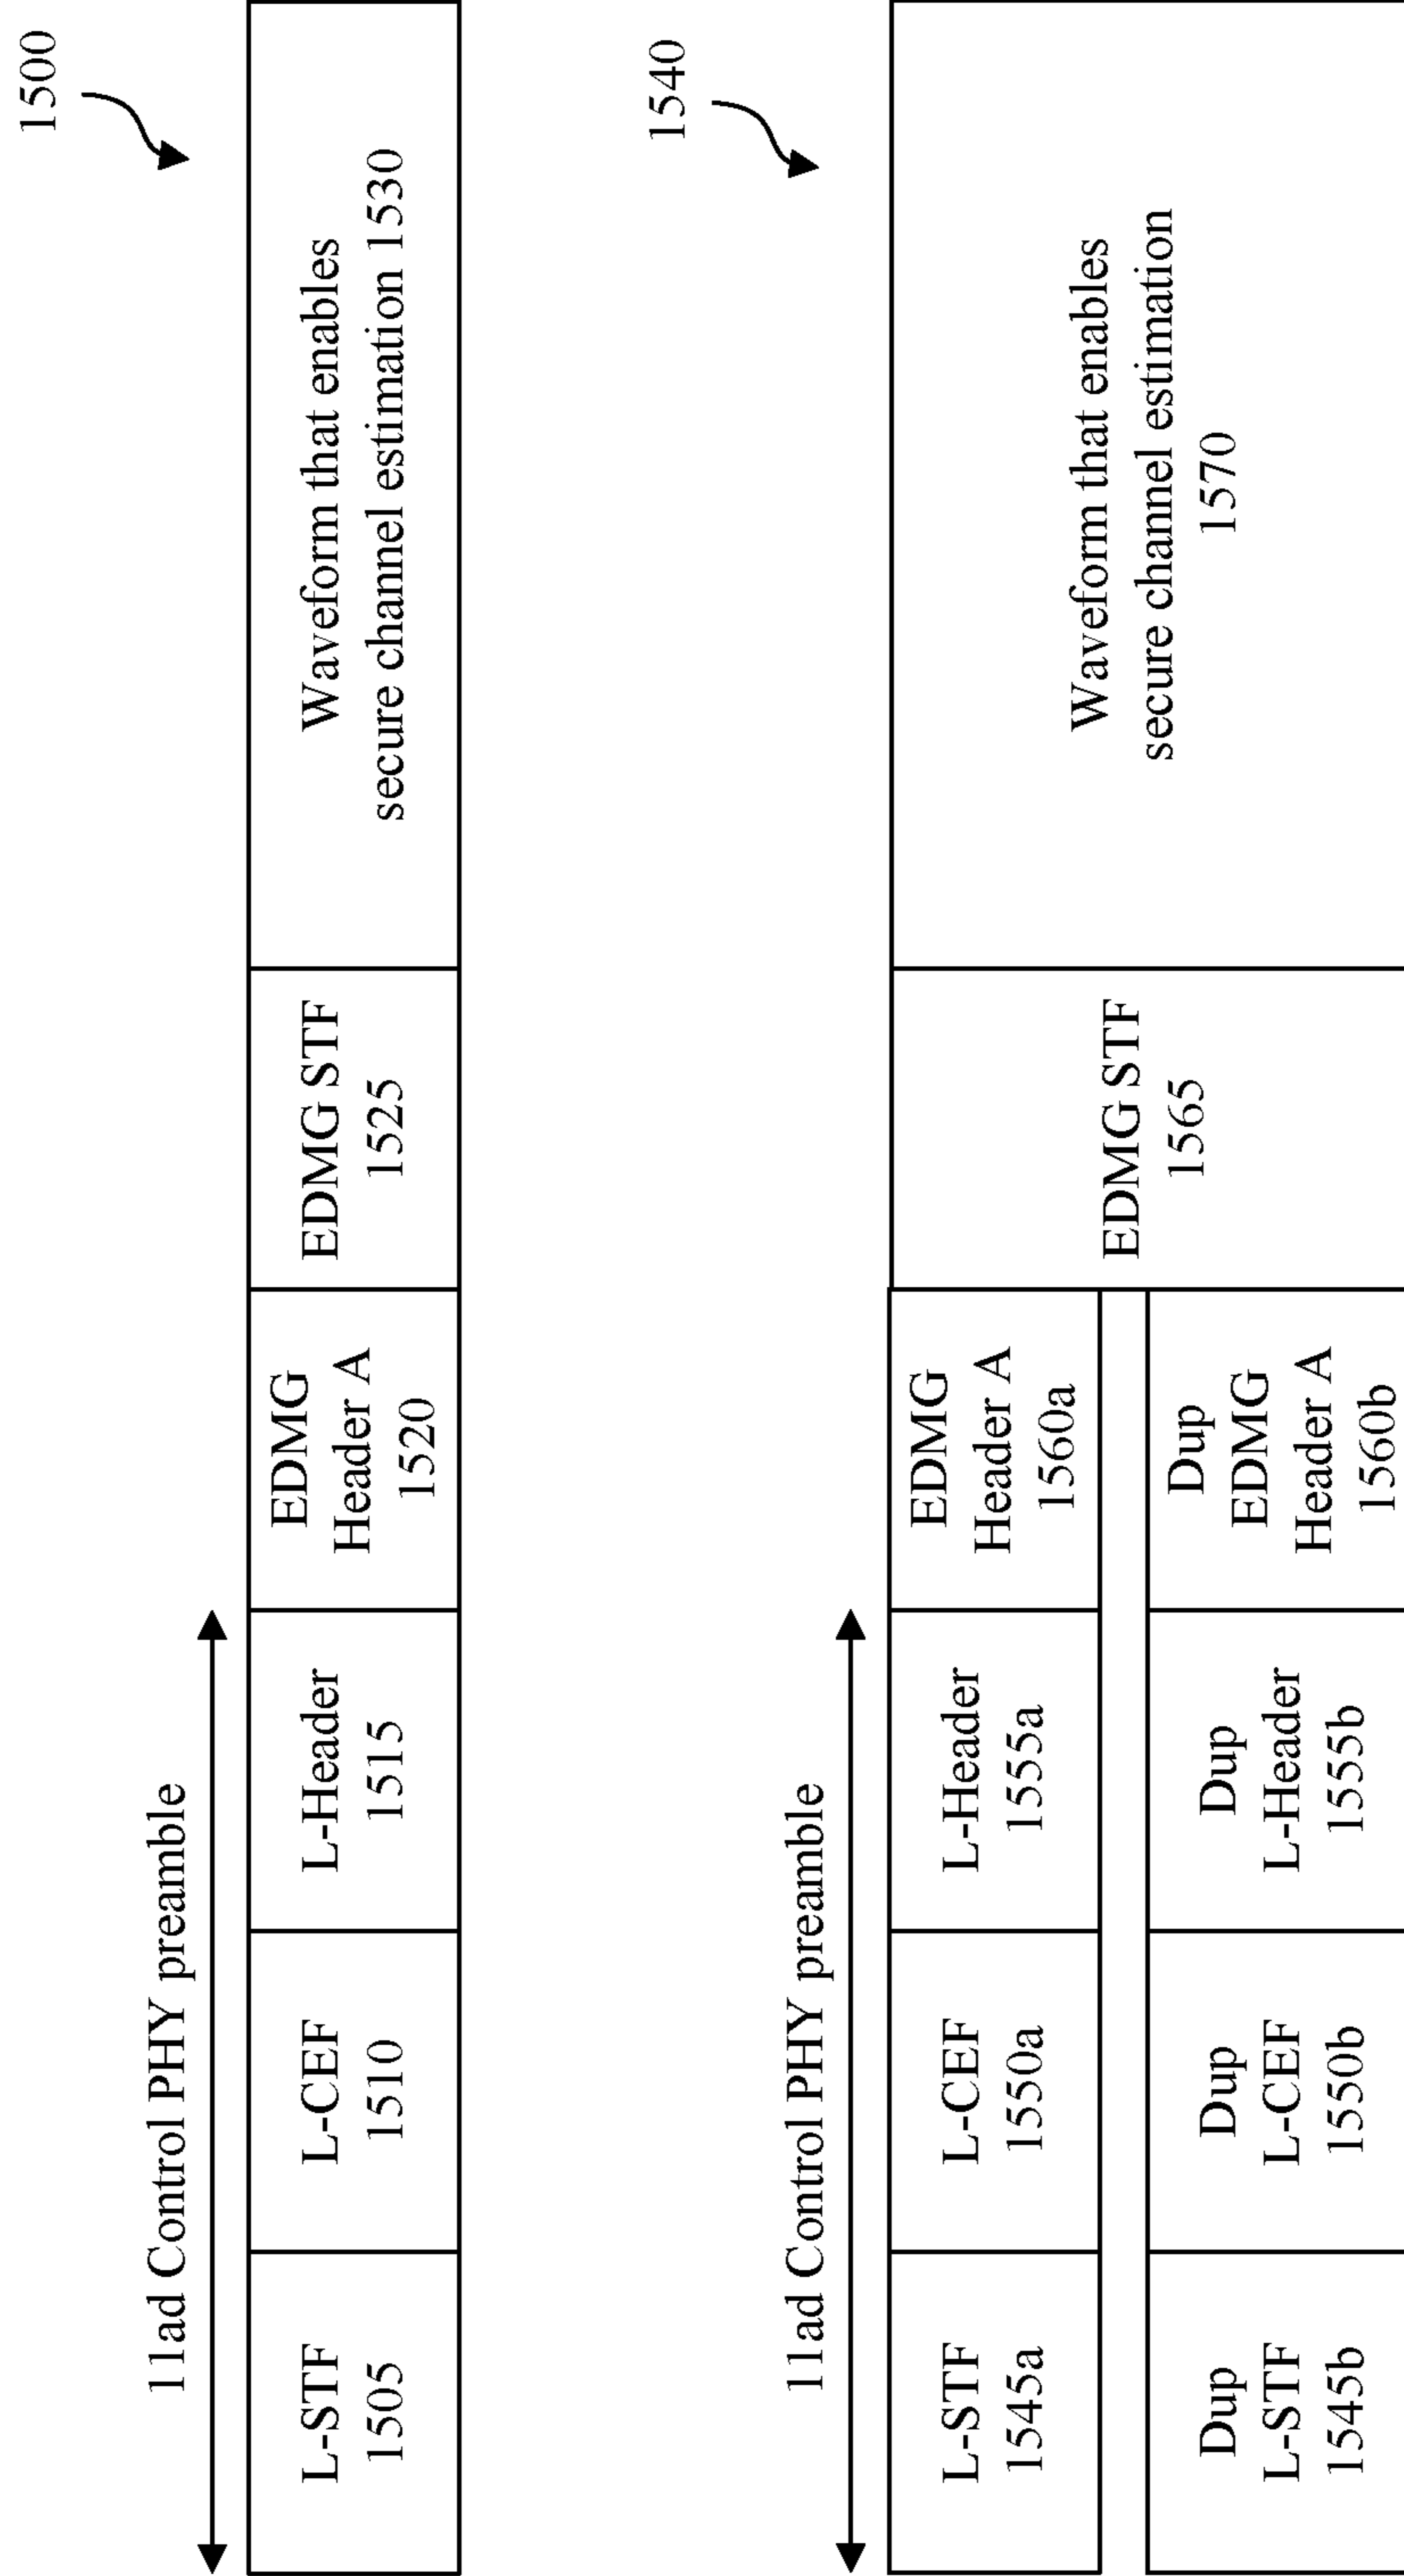 1500
11ad Control PHY preamble
L-STF
1505
L-CEF
1510
L-Header
1515
EDMG
Header A
1520
EDMG STF
1525
Waveform that enables
secure channel estimation 1530
1540
11ad Control PHY preamble
L-STF
1545a
L-CEF
1550a
L-Header
1555a
EDMG
Header A
1560a
Dup
L-STF
1545b
Dup
L-CEF
1550b
Dup
L-Header
1555b
Dup
EDMG
Header A
1560b
EDMG STF
1565
Waveform that enables
secure channel estimation
1570